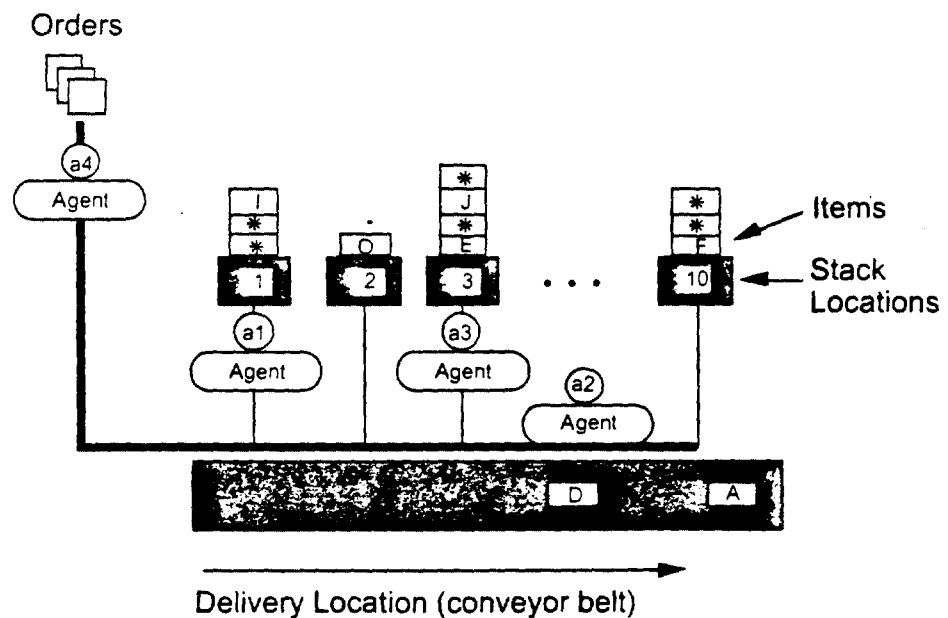 Orders
a4
Agent
I
*
*
1
O
2
*
J
*
E
3
. . .
*
*
F
10
Items
Stack
Locations
a1
Agent
a3
Agent
a2
Agent
D
A
Delivery Location (conveyor belt)